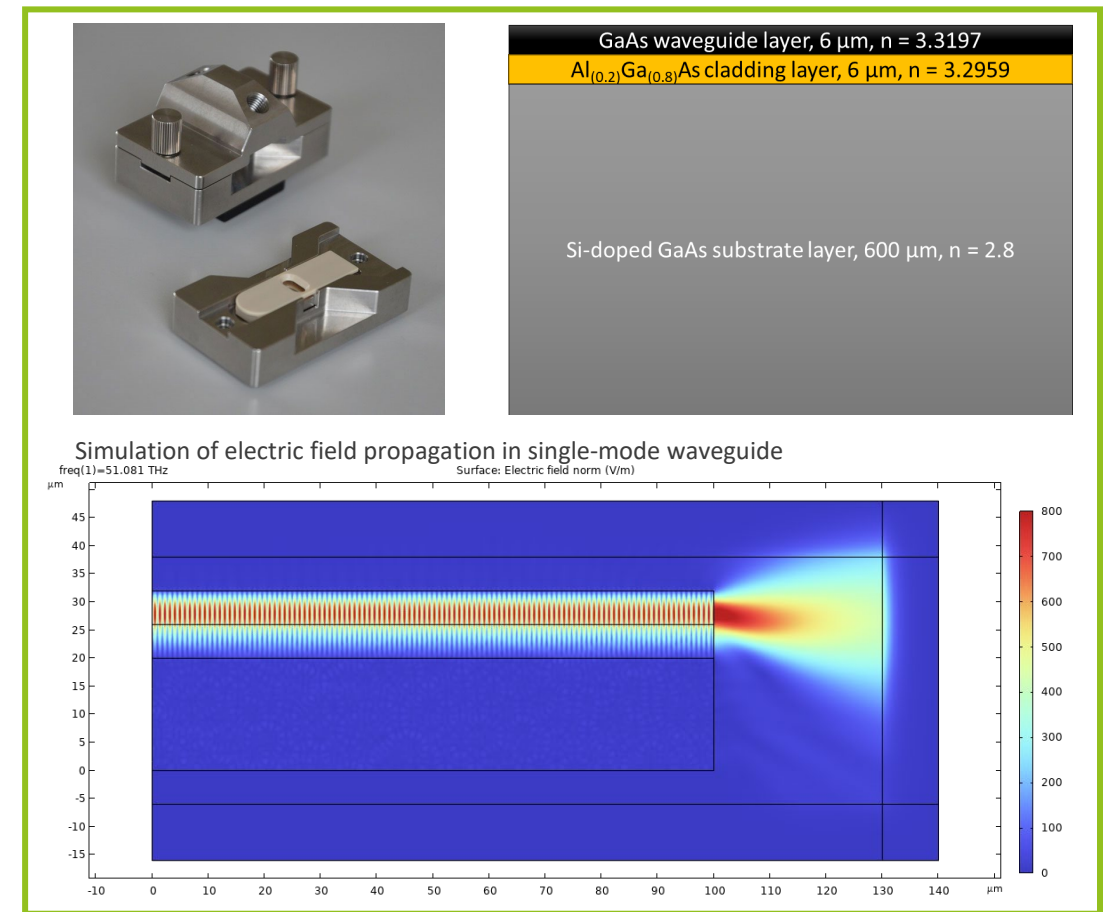 GaAs waveguide layer, 6 µm, n = 3.3197
Al(0.2)Ga(0.8)As cladding layer, 6 µm, n = 3.2959
Si-doped GaAs substrate layer, 600 µm, n = 2.8
Simulation of electric field propagation in single-mode waveguide
freq(1)=51.081 THz
Surface: Electric field norm (V/m)
µm
45
40
35
30
25
20
15
10
5
0
-5
-10
-15
-10 0 10 20 30 40 50 60 70 80 90 100 110 120 130 140 µm
800
700
600
500
400
300
200
100
0